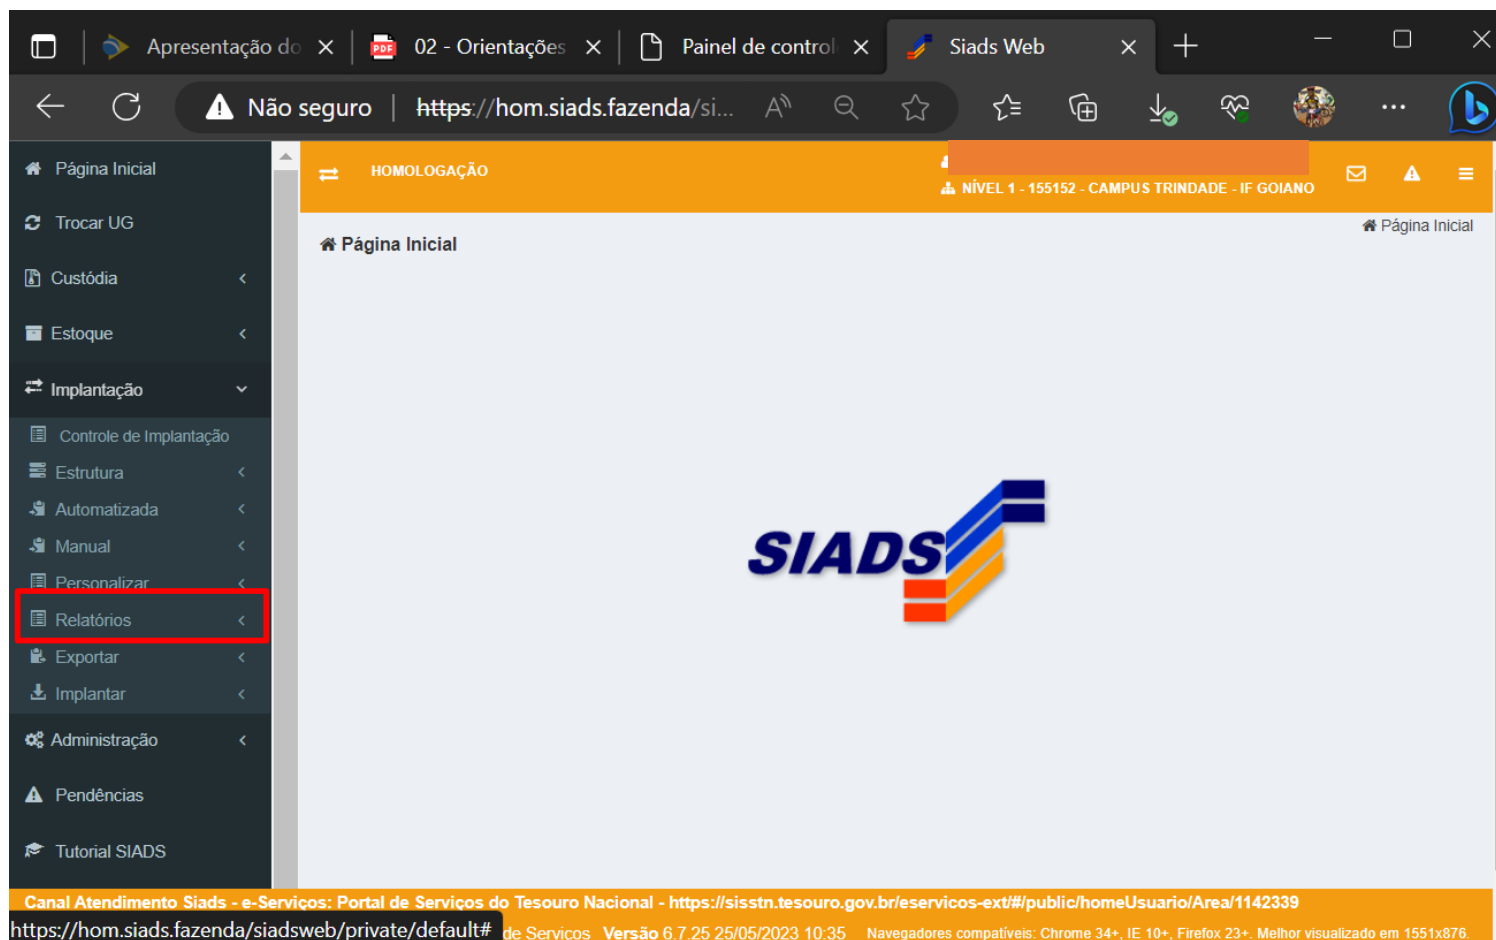 Apresentação do
PDF 02 - Orientações
Painel de control
Siads Web
Não seguro | https://hom.siads.fazenda/si...
Página Inicial
Trocar UG
Custódia
Estoque
Implantação
Controle de Implantação
Estrutura
Automatizada
Manual
Personalizar
Relatórios
Exportar
Implantar
Administração
Pendências
Tutorial SIADS
HOMOLOGAÇÃO
NÍVEL 1 - 155152 - CAMPUS TRINDADE - IF GOIANO
Página Inicial
Página Inicial
SIADS
Canal Atendimento Siads - e-Serviços: Portal de Serviços do Tesouro Nacional - https://sisstn.tesouro.gov.br/eservicos-ext/#/public/homeUsuario/Area/1142339
https://hom.siads.fazenda/siadsweb/private/default#
de Serviços Versão 6.7.25 25/05/2023 10:35 Navegadores compatíveis: Chrome 34+, IE 10+, Firefox 23+. Melhor visualizado em 1551x876.